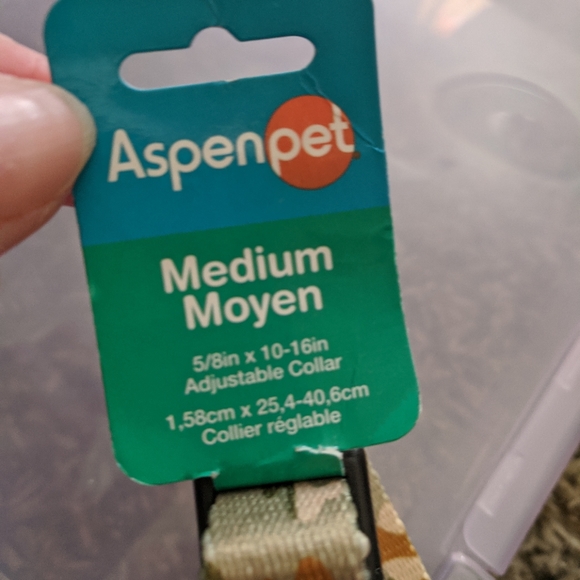 Aspenpet
Medium
Moyen
5/8in x 10-16in
Adjustable Collar
1,58cm x 25,4-40,6cm
Collier réglable